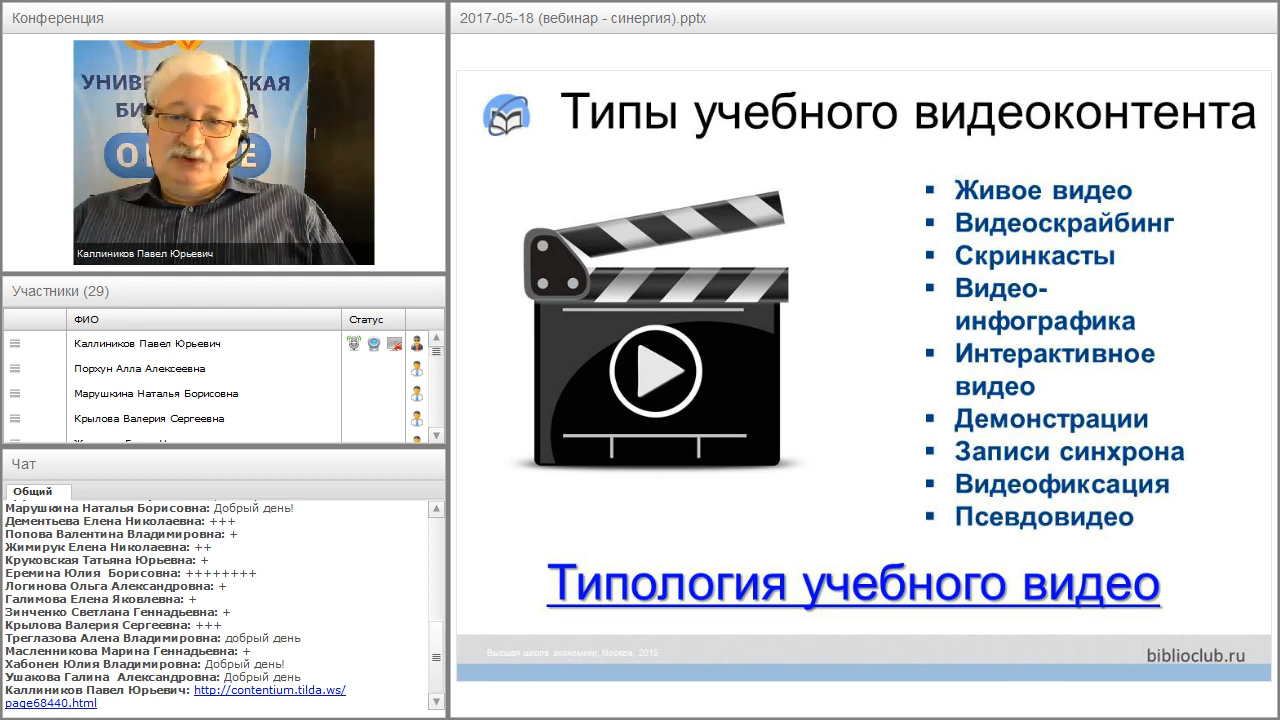 Конференция
УНИВЕ
СКАЯ
БИ
А
О
Е
Каллиников Павел Юрьевич
Участники (29)
ФИО
Статус
Каллиников Павел Юрьевич
Порхун Алла Алексеевна
Марушкина Наталья Борисовна
Крылова Валерия Сергеевна
Чат
Общий
Марушкина Наталья Борисовна: Добрый день!
Дементьева Елена Николаевна: +++
Попова Валентина Владимировна: +
Жимирук Елена Николаевна: ++
Круковская Татьяна Юрьевна: +
Еремина Юлия Борисовна: ++++++++
Логинова Ольга Александровна: +
Галимова Елена Яковлевна: +
Зинченко Светлана Геннадьевна: +
Крылова Валерия Сергеевна: +++
Треглазова Алена Владимировна: добрый день
Масленникова Марина Геннадьевна: +
Хабонен Юлия Владимировна: Добрый день!
Ушакова Галина Александровна: Добрый день
Каллиников Павел Юрьевич: http://contentium.tilda.ws/
page68440.html
2017-05-18 (вебинар - синергия).pptx
Типы учебного видеоконтента
▪ Живое видео
▪ Видеоскрайбинг
▪ Скринкасты
▪ Видео-
инфографика
▪ Интерактивное
видео
▪ Демонстрации
▪ Записи синхрона
▪ Видеофиксация
▪ Псевдовидео
Типология учебного видео
Высшая школа экономики, Москва, 2015
biblioclub.ru